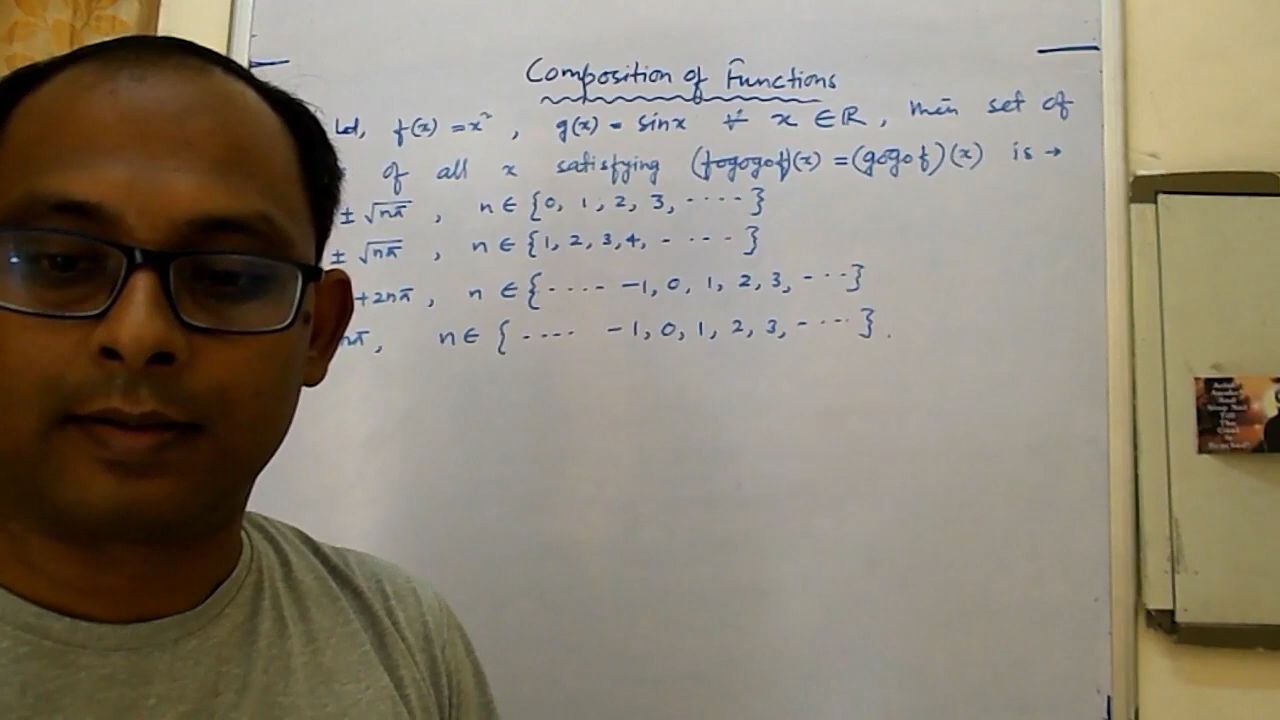 Composition of Functions
Let, f(x) = x², g(x) = sinx ∀ x ∈ ℝ, then set of
of all x satisfying (fogogof)(x) = (gogof)(x) is →
± √nπ, n ∈ {0, 1, 2, 3, ....}
± √nπ, n ∈ {1, 2, 3, 4, ....}
+2nπ, n ∈ {.... -1, 0, 1, 2, 3, ....}
nπ, n ∈ {.... -1, 0, 1, 2, 3, ....}.